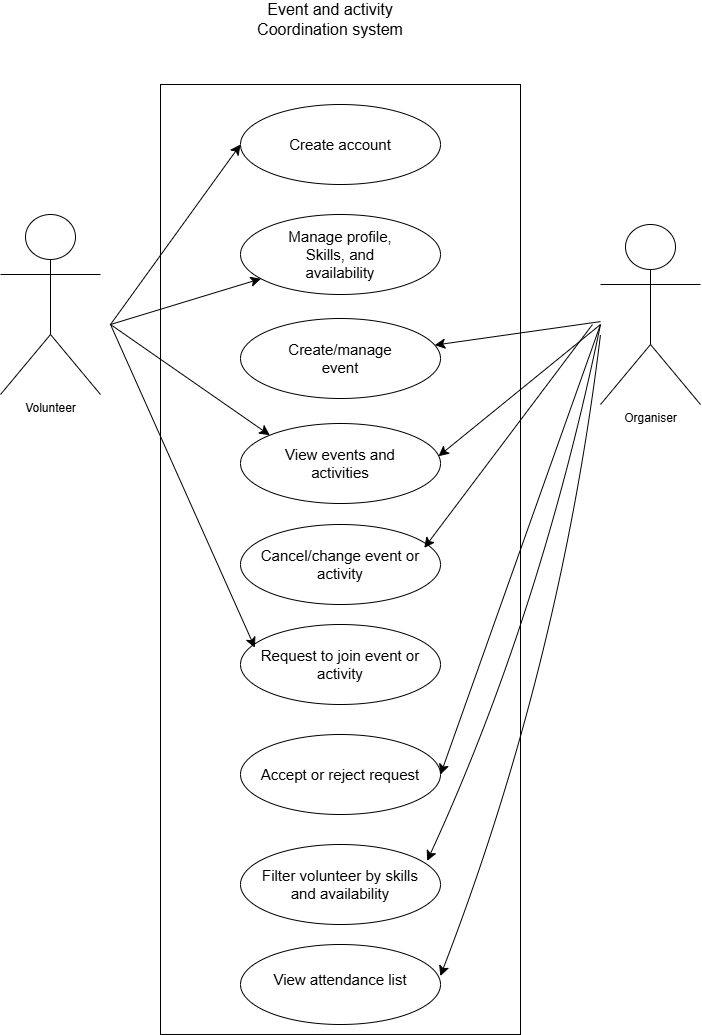 Event and activity
Coordination system
Create account
Manage profile,
Skills, and
availability
Create/manage
event
Volunteer
Organiser
View events and
activities
Cancel/change event or
activity
Request to join event or
activity
Accept or reject request
Filter volunteer by skills
and availability
View attendance list